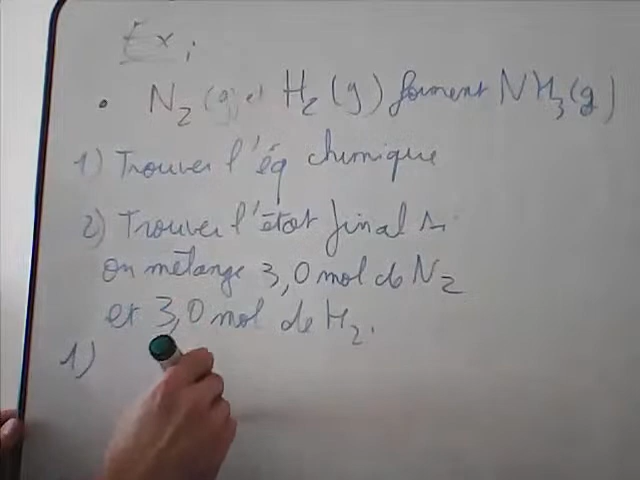 Ex;
• N₂ (g) et H₂ (g) forment NH₃(g)
1) Trouver l'éq chimique
2) Trouver l'état final si
on mélange 3,0 mol de N₂
et 3,0 mol de H₂.
1)